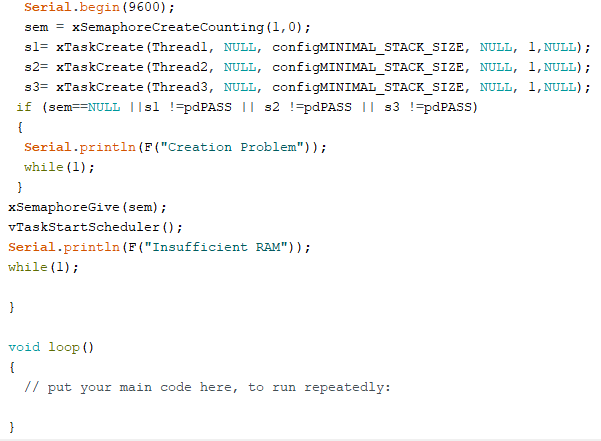 Serial.begin(9600);
sem = xSemaphoreCreateCounting(1,0);
s1= xTaskCreate(Thread1, NULL, configMINIMAL_STACK_SIZE, NULL, 1,NULL);
s2= xTaskCreate(Thread2, NULL, configMINIMAL_STACK_SIZE, NULL, 1,NULL);
s3= xTaskCreate(Thread3, NULL, configMINIMAL_STACK_SIZE, NULL, 1,NULL);
if (sem==NULL ||s1 !=pdPASS || s2 !=pdPASS || s3 !=pdPASS)
{
Serial.println(F("Creation Problem"));
while(1);
}
xSemaphoreGive(sem);
vTaskStartScheduler();
Serial.println(F("Insufficient RAM"));
while(1);
}
void loop()
{
// put your main code here, to run repeatedly:
}